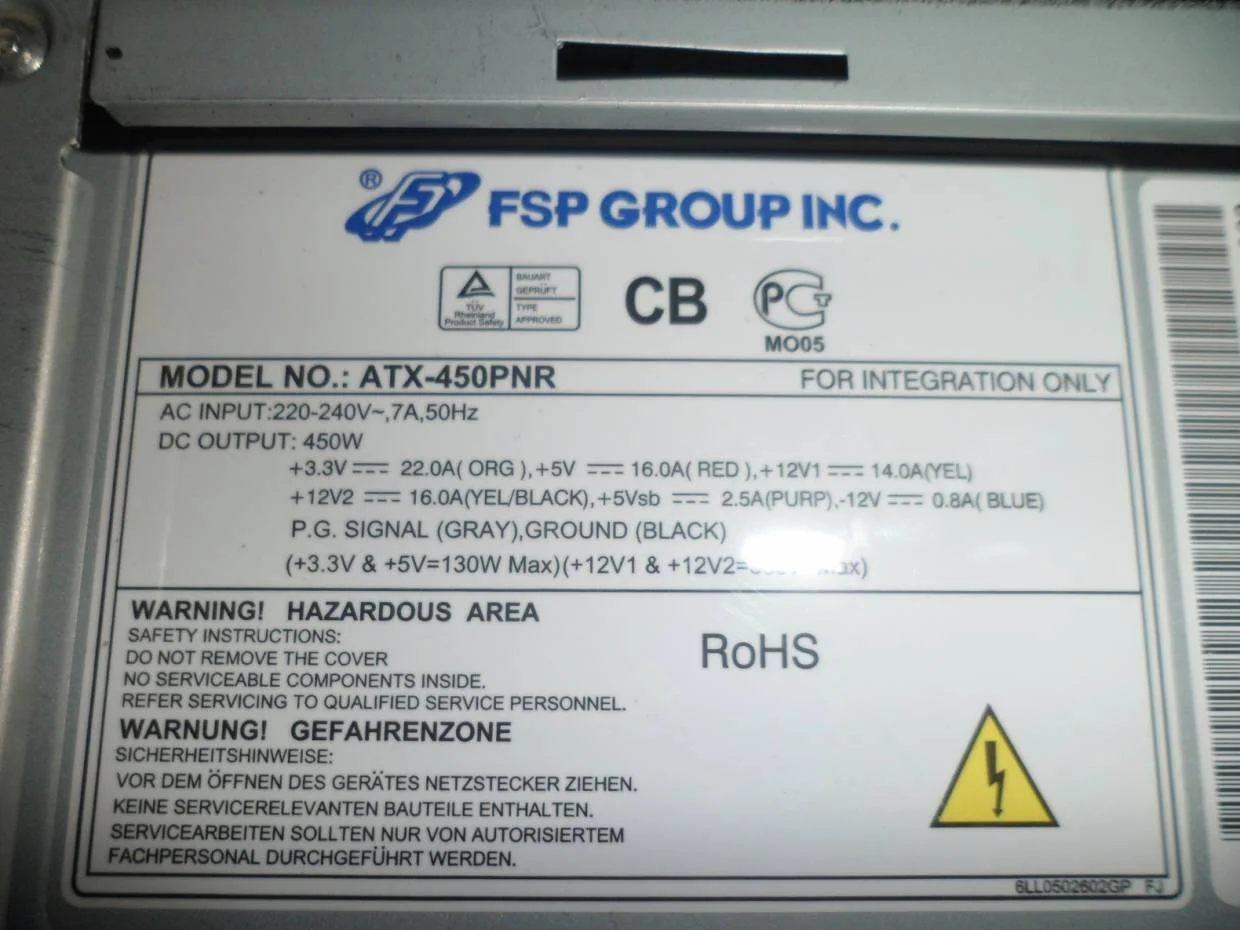 ® FSP GROUP INC.
TÜV Rheinland Product Safety
BAUART GEPRÜFT
TYPE APPROVED
CB
РСТ
MO05
MODEL NO.: ATX-450PNR FOR INTEGRATION ONLY
AC INPUT:220-240V~,7A,50Hz
DC OUTPUT: 450W
+3.3V ⎓ 22.0A( ORG ),+5V ⎓ 16.0A( RED ),+12V1 ⎓ 14.0A(YEL)
+12V2 ⎓ 16.0A(YEL/BLACK),+5Vsb ⎓ 2.5A(PURP),-12V ⎓ 0.8A( BLUE)
P.G. SIGNAL (GRAY),GROUND (BLACK)
(+3.3V & +5V=130W Max)(+12V1 & +12V2= Max)
WARNING! HAZARDOUS AREA
SAFETY INSTRUCTIONS:
DO NOT REMOVE THE COVER
NO SERVICEABLE COMPONENTS INSIDE.
REFER SERVICING TO QUALIFIED SERVICE PERSONNEL.
RoHS
WARNUNG! GEFAHRENZONE
SICHERHEITSHINWEISE:
VOR DEM ÖFFNEN DES GERÄTES NETZSTECKER ZIEHEN.
KEINE SERVICERELEVANTEN BAUTEILE ENTHALTEN.
SERVICEARBEITEN SOLLTEN NUR VON AUTORISIERTEM
FACHPERSONAL DURCHGEFÜHRT WERDEN.
6LL0502602GP FJ